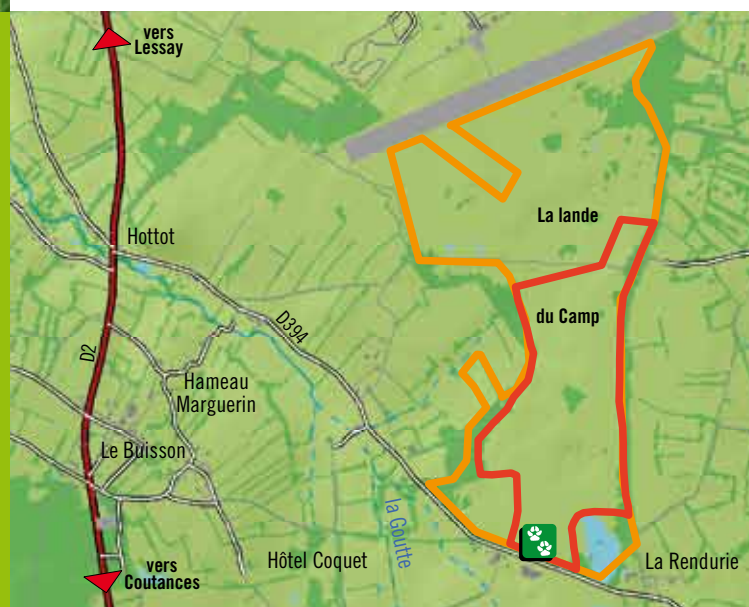 vers
Lessay
La lande
Hottot
du Camp
D394
D2
Hameau
Marguerin
Le Buisson
la Goutte
vers
Coutances
Hôtel Coquet
La Rendurie